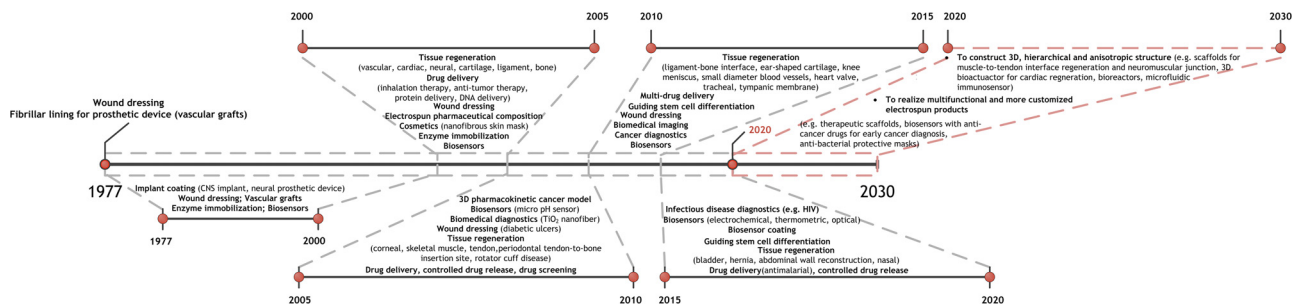 2000
2005
2010
2015
2020
2030
Tissue regeneration
(vascular, cardiac, neural, cartilage, ligament, bone)
Drug delivery
(inhalation therapy, anti-tumor therapy,
protein delivery, DNA delivery)
Wound dressing
Electrospun pharmaceutical composition
Cosmetics (nanofibrous skin mask)
Enzyme immobilization
Biosensors
Tissue regeneration
(ligament-bone interface, ear-shaped cartilage, knee
meniscus, small diameter blood vessels, heart valve,
tracheal, tympanic membrane)
Multi-drug delivery
Guiding stem cell differentiation
Wound dressing
Biomedical imaging
Cancer diagnostics
Biosensors
• To construct 3D, hierarchical and anisotropic structure (e.g. scaffolds for
muscle-to-tendon interface regeneration and neuromuscular junction, 3D
bioactuactor for cardiac regneration, bioreactors, microfluidic
immunosensor)
• To realize multifunctional and more customized
electrospun products
(e.g. therapeutic scaffolds, biosensors with anti-
cancer drugs for early cancer diagnosis,
anti-bacterial protective masks)
Wound dressing
Fibrillar lining for prosthetic device (vascular grafts)
2020
1977
2030
Implant coating (CNS implant, neural prosthetic device)
Wound dressing; Vascular grafts
Enzyme immobilization; Biosensors
1977
2000
3D pharmacokinetic cancer model
Biosensors (micro pH sensor)
Biomedical diagnostics (TiO2 nanofiber)
Wound dressing (diabetic ulcers)
Tissue regeneration
(corneal, skeletal muscle, tendon,periodontal tendon-to-bone
insertion site, rotator cuff disease)
Drug delivery, controlled drug release, drug screening
2005
2010
Infectious disease diagnostics (e.g. HIV)
Biosensors (electrochemical, thermometric, optical)
Biosensor coating
Guiding stem cell differentiation
Tissue regeneration
(bladder, hernia, abdominal wall reconstruction, nasal)
Drug delivery(antimalarial), controlled drug release
2015
2020